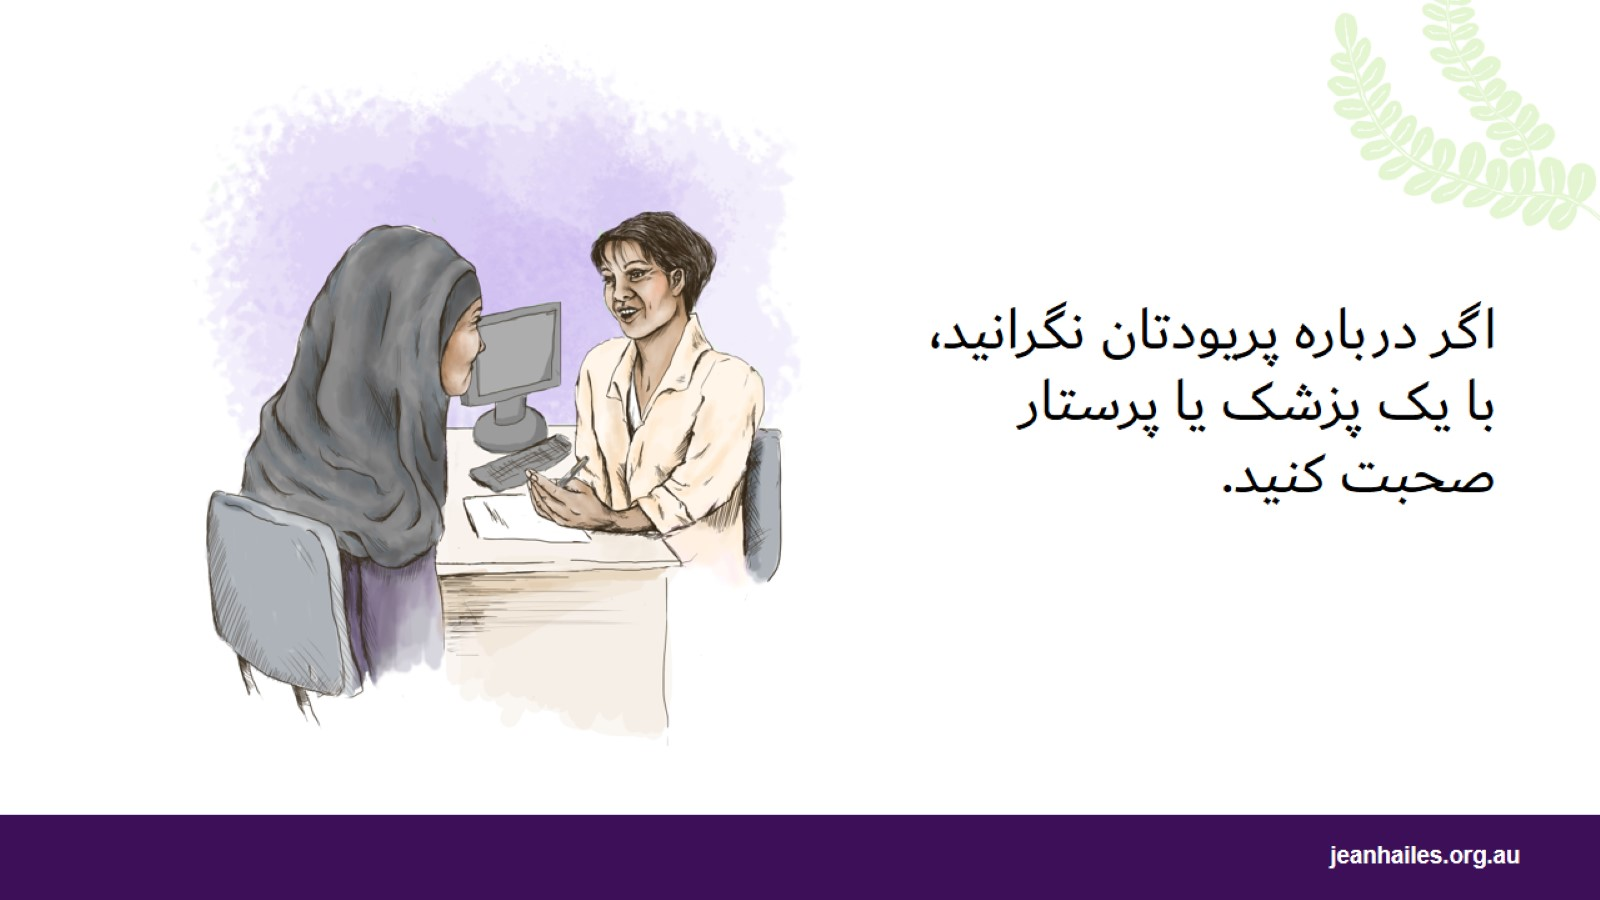 اگر درباره پریودتان نگرانید،
با یک پزشک یا پرستار
صحبت کنید.
jeanhailes.org.au